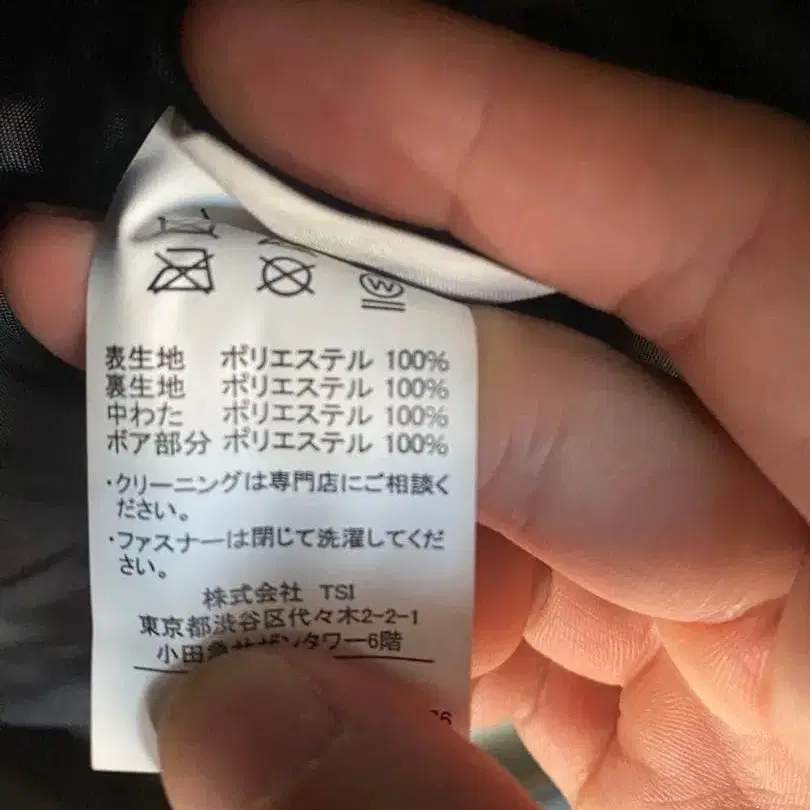 表生地 ポリエステル 100%
裏生地 ポリエステル 100%
中わた ポリエステル 100%
ボア部分 ポリエステル 100%
・クリーニングは専門店にご相談く
ださい。
・ファスナーは閉じて洗濯してくだ
さい。
株式会社 TSI
東京都渋谷区代々木2-2-1
小田急サザンタワー6階